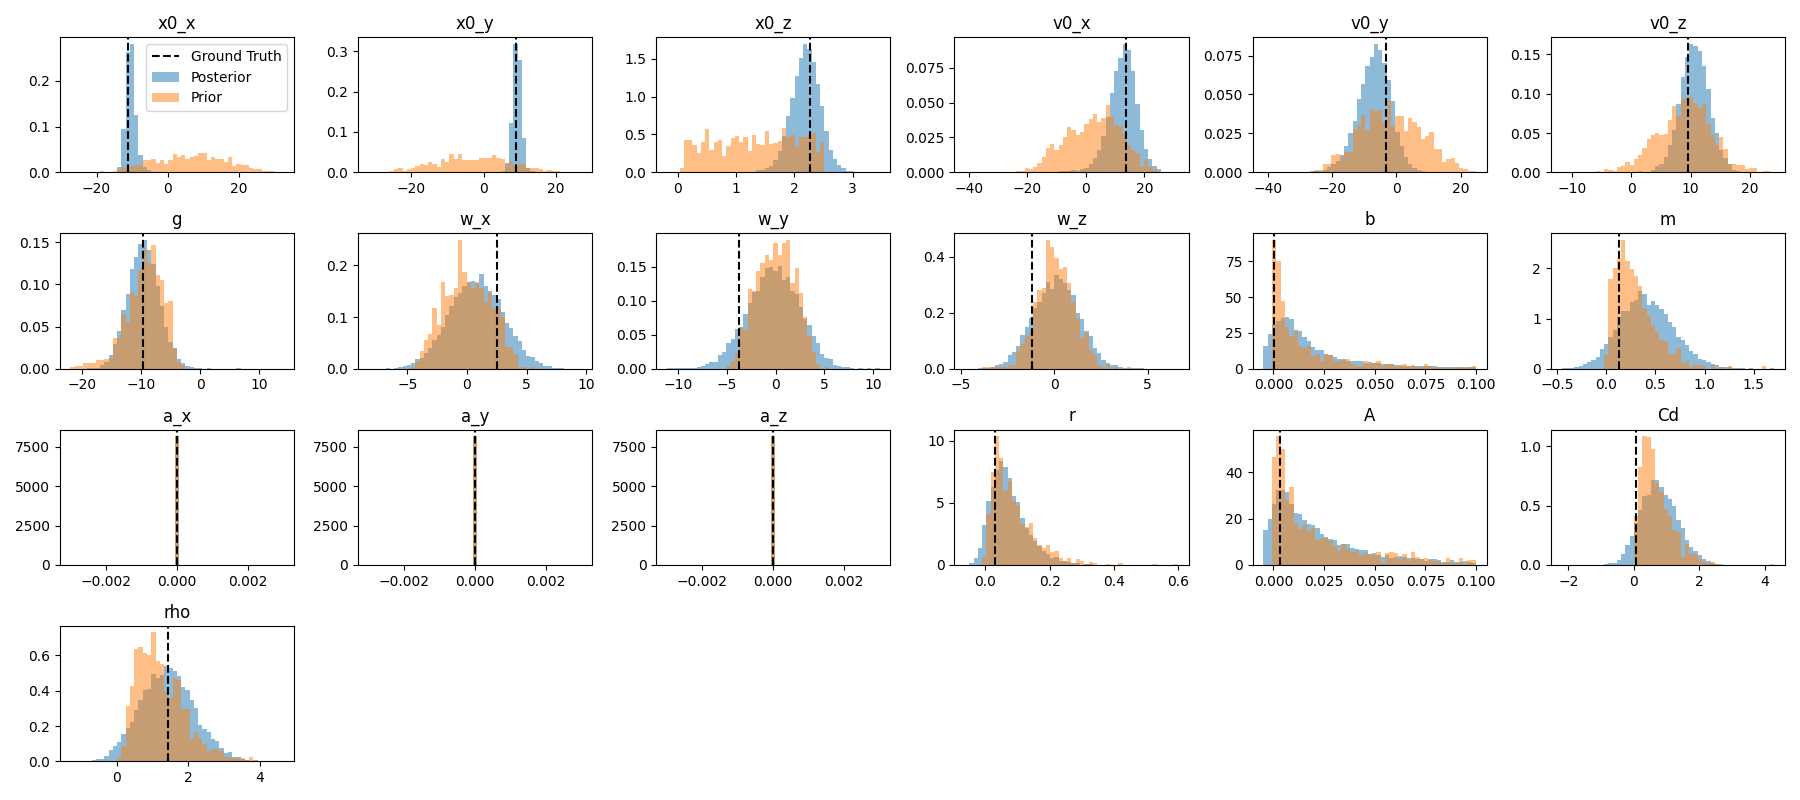 x0_x x0_y x0_z v0_x v0_y v0_z
Ground Truth
Posterior
Prior
0.2
0.1
0.0
−20 0 20
0.3
0.2
0.1
0.0
−20 0 20
1.5
1.0
0.5
0.0
0 1 2 3
0.075
0.050
0.025
0.000
−40 −20 0 20 40
0.075
0.050
0.025
0.000
−40 −20 0 20
0.15
0.10
0.05
0.00
−10 0 10 20
g w_x w_y w_z b m
0.15
0.10
0.05
0.00
−20 −10 0 10
0.2
0.1
0.0
−5 0 5 10
0.15
0.10
0.05
0.00
−10 −5 0 5 10
0.4
0.2
0.0
−5 0 5
75
50
25
0
0.000 0.025 0.050 0.075 0.100
2
1
0
−0.5 0.0 0.5 1.0 1.5
a_x a_y a_z r A Cd
7500
5000
2500
0
−0.002 0.000 0.002
7500
5000
2500
0
−0.002 0.000 0.002
7500
5000
2500
0
−0.002 0.000 0.002
10
5
0
0.0 0.2 0.4 0.6
40
20
0
0.000 0.025 0.050 0.075 0.100
1.0
0.5
0.0
−2 0 2 4
rho
0.6
0.4
0.2
0.0
0 2 4